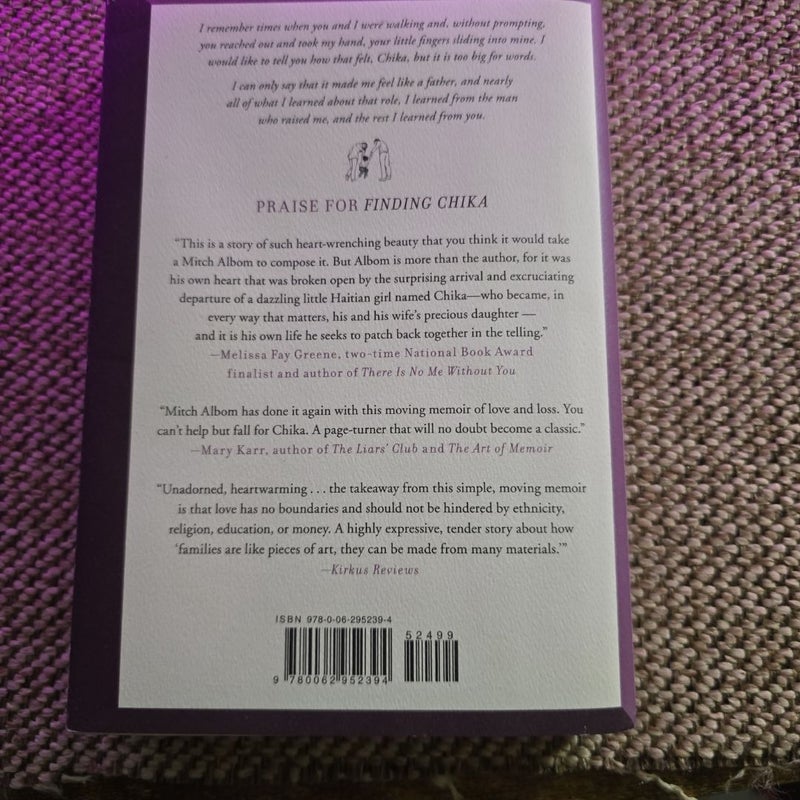 I remember times when you and I were walking and, without prompting,
you reached out and took my hand, your little fingers sliding into mine. I
would like to tell you how that felt, Chika, but it is too big for words.
I can only say that it made me feel like a father, and nearly
all of what I learned about that role, I learned from the man
who raised me, and the rest I learned from you.
PRAISE FOR FINDING CHIKA
“This is a story of such heart-wrenching beauty that you think it would take
a Mitch Albom to compose it. But Albom is more than the author, for it was
his own heart that was broken open by the surprising arrival and excruciating
departure of a dazzling little Haitian girl named Chika—who became, in
every way that matters, his and his wife’s precious daughter —
and it is his own life he seeks to patch back together in the telling.”
—Melissa Fay Greene, two-time National Book Award
finalist and author of There Is No Me Without You
“Mitch Albom has done it again with this moving memoir of love and loss. You
can’t help but fall for Chika. A page-turner that will no doubt become a classic.”
—Mary Karr, author of The Liars’ Club and The Art of Memoir
“Unadorned, heartwarming . . . the takeaway from this simple, moving memoir
is that love has no boundaries and should not be hindered by ethnicity,
religion, education, or money. A highly expressive, tender story about how
‘families are like pieces of art, they can be made from many materials.’”
—Kirkus Reviews
ISBN 978-0-06-295239-4
52499
9 780062 952394